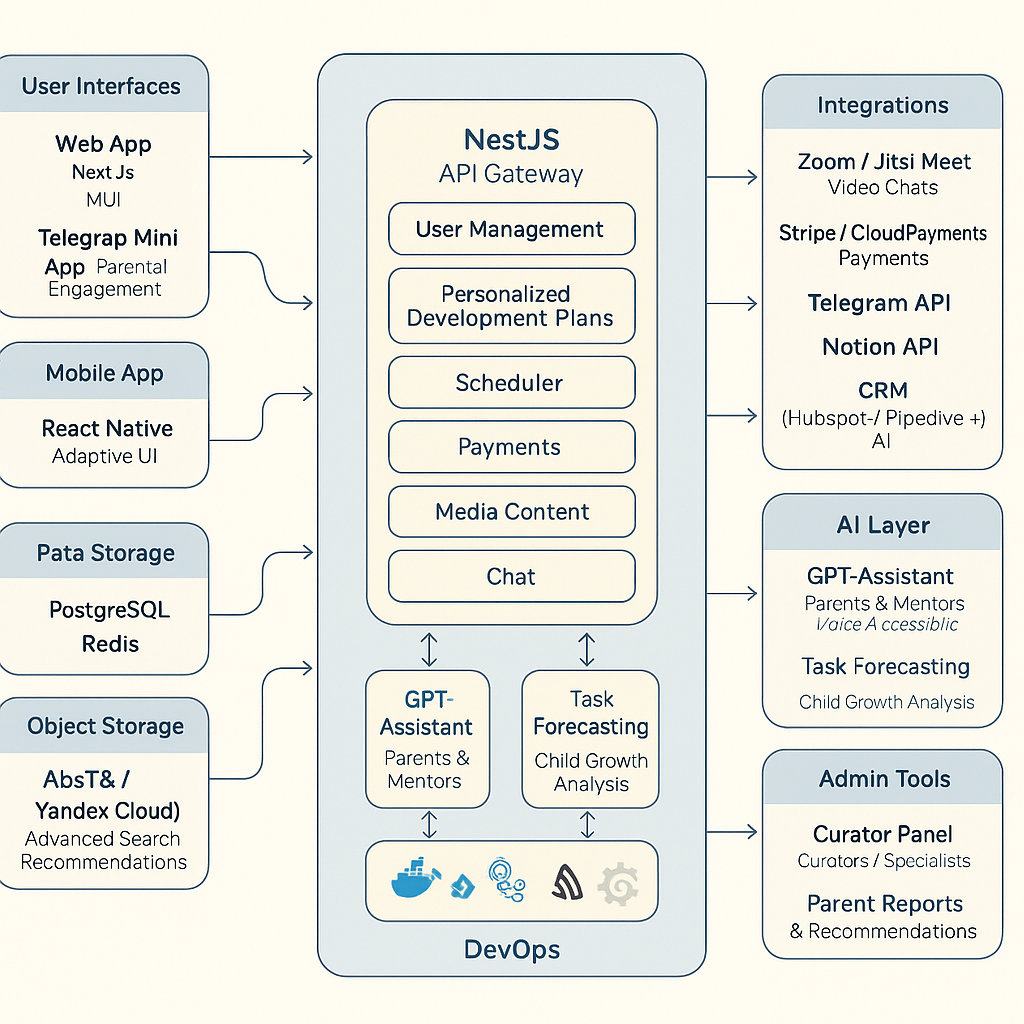 User Interfaces
Web App
Next Js
MUI
Telegrap Mini
App Parental
Engagement
Mobile App
React Native
Adaptive UI
Pata Storage
PostgreSQL
Redis
Object Storage
AbsT& /
Yandex Cloud)
Advanced Search
Recommendations
NestJS
API Gateway
User Management
Personalized
Development Plans
Scheduler
Payments
Media Content
Chat
GPT-
Assistant
Parents &
Mentors
Task
Forecasting
Child Growth
Analysis
DevOps
Integrations
Zoom / Jitsi Meet
Video Chats
Stripe / CloudPayments
Payments
Telegram API
Notion API
CRM
(Hubspot-/ Pipedive +)
AI
AI Layer
GPT-Assistant
Parents & Mentors
Task Forecasting
Child Growth Analysis
Admin Tools
Curator Panel
Curators / Specialists
Parent Reports
& Recommendations